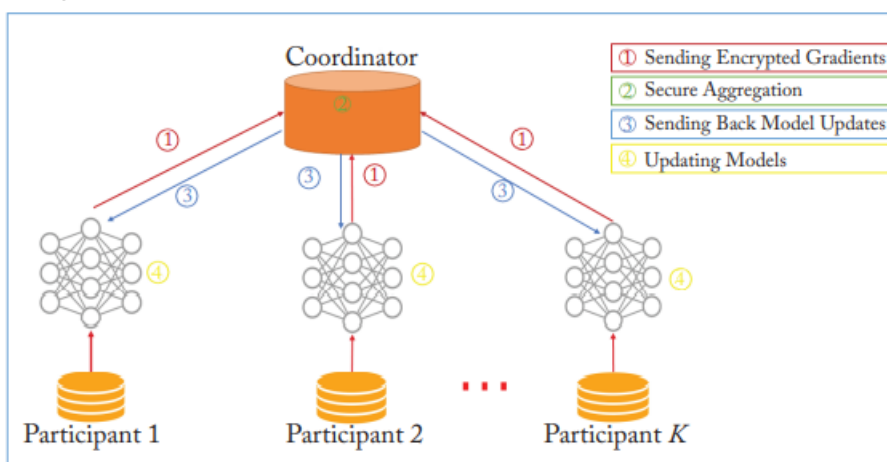 Coordinator
① Sending Encrypted Gradients
② Secure Aggregation
③ Sending Back Model Updates
④ Updating Models
②
① ① ①
③ ③ ③
④ ④ ④
Participant 1 Participant 2 Participant K